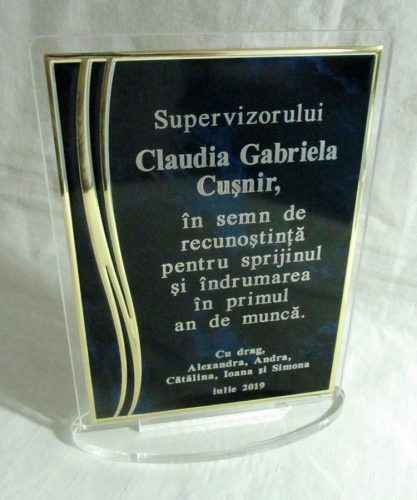 Supervizorului
Claudia Gabriela
Cușnir,
în semn de
recunoștință
pentru sprijinul
și îndrumarea
în primul
an de muncă.
Cu drag,
Alexandra, Andra,
Cătălina, Ioana și Simona
iulie 2019